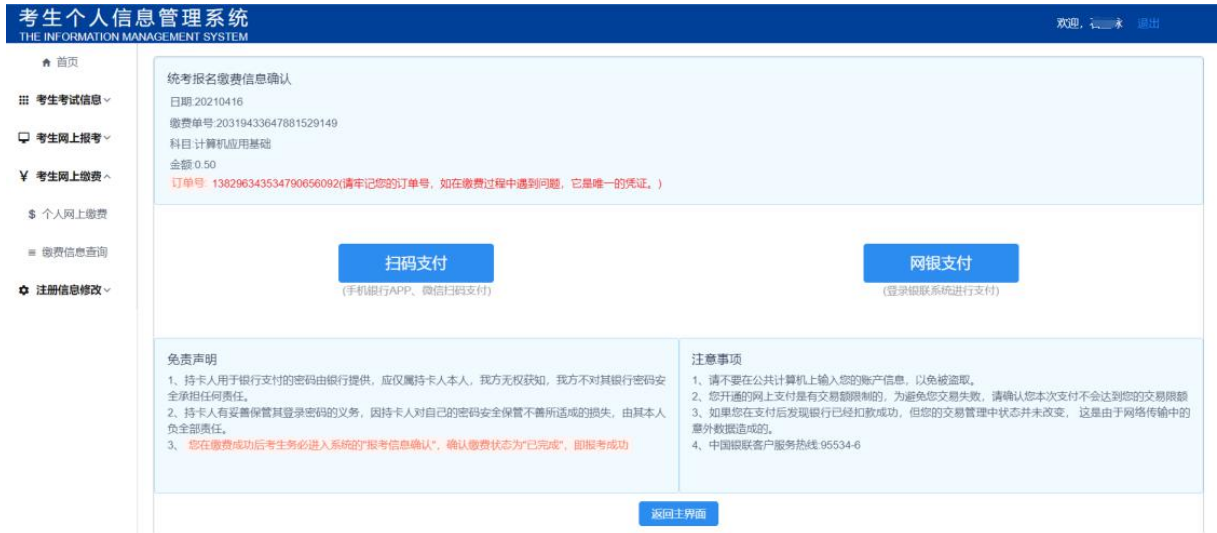 考生个人信息管理系统
THE INFORMATION MANAGEMENT SYSTEM
欢迎,
退出
首页
考生考试信息
考生网上报考
¥ 考生网上缴费
$ 个人网上缴费
缴费信息查询
注册信息修改
统考报名缴费信息确认
日期:20210416
缴费单号:20319433647881529149
科目:计算机应用基础
金额:0.50
订单号: 138296343534790656092(请牢记您的订单号，如在缴费过程中遇到问题，它是唯一的凭证。)
扫码支付
(手机银行APP、微信扫码支付)
网银支付
(登录银联系统进行支付)
免责声明
1、持卡人用于银行支付的密码由银行提供，应仅属持卡人本人，我方无权获知，我方不对其银行密码安
全承担任何责任。
2、持卡人有妥善保管其登录密码的义务，因持卡人对自己的密码安全保管不善所造成的损失，由其本人
负全部责任。
3、 您在缴费成功后考生务必进入系统的“报考信息确认”，确认缴费状态为“已完成”，即报考成功
注意事项
1、请不要在公共计算机上输入您的账户信息，以免被盗取。
2、您开通的网上支付是有交易额限制的，为避免您交易失败，请确认您本次支付不会达到您的交易限额
3、如果您在支付后发现银行已经扣款成功，但您的交易管理中状态并未改变， 这是由于网络传输中的
意外数据造成的。
4、中国银联客户服务热线:95534-6
返回主界面